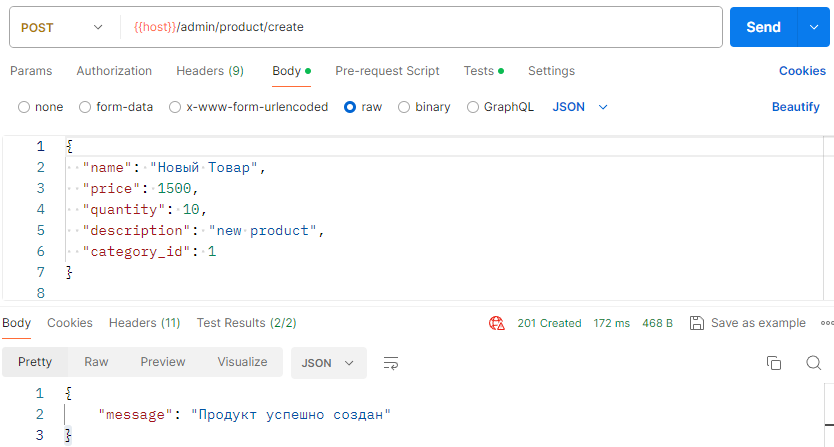 POST {{host}}/admin/product/create Send
Params Authorization Headers (9) Body Pre-request Script Tests Settings Cookies
none form-data x-www-form-urlencoded raw binary GraphQL JSON Beautify
1 {
2 "name": "Новый Товар",
3 "price": 1500,
4 "quantity": 10,
5 "description": "new product",
6 "category_id": 1
7 }
8
Body Cookies Headers (11) Test Results (2/2) 201 Created 172 ms 468 B Save as example
Pretty Raw Preview Visualize JSON
1 {
2 "message": "Продукт успешно создан"
3 }